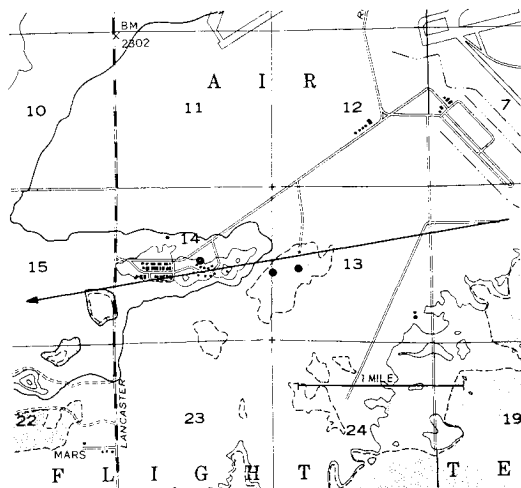 BM
2302
A I R
10
11
12
7
14
15
13
1 MILE
LANCASTER
22
23
24
19
MARS
F L I G H T T E